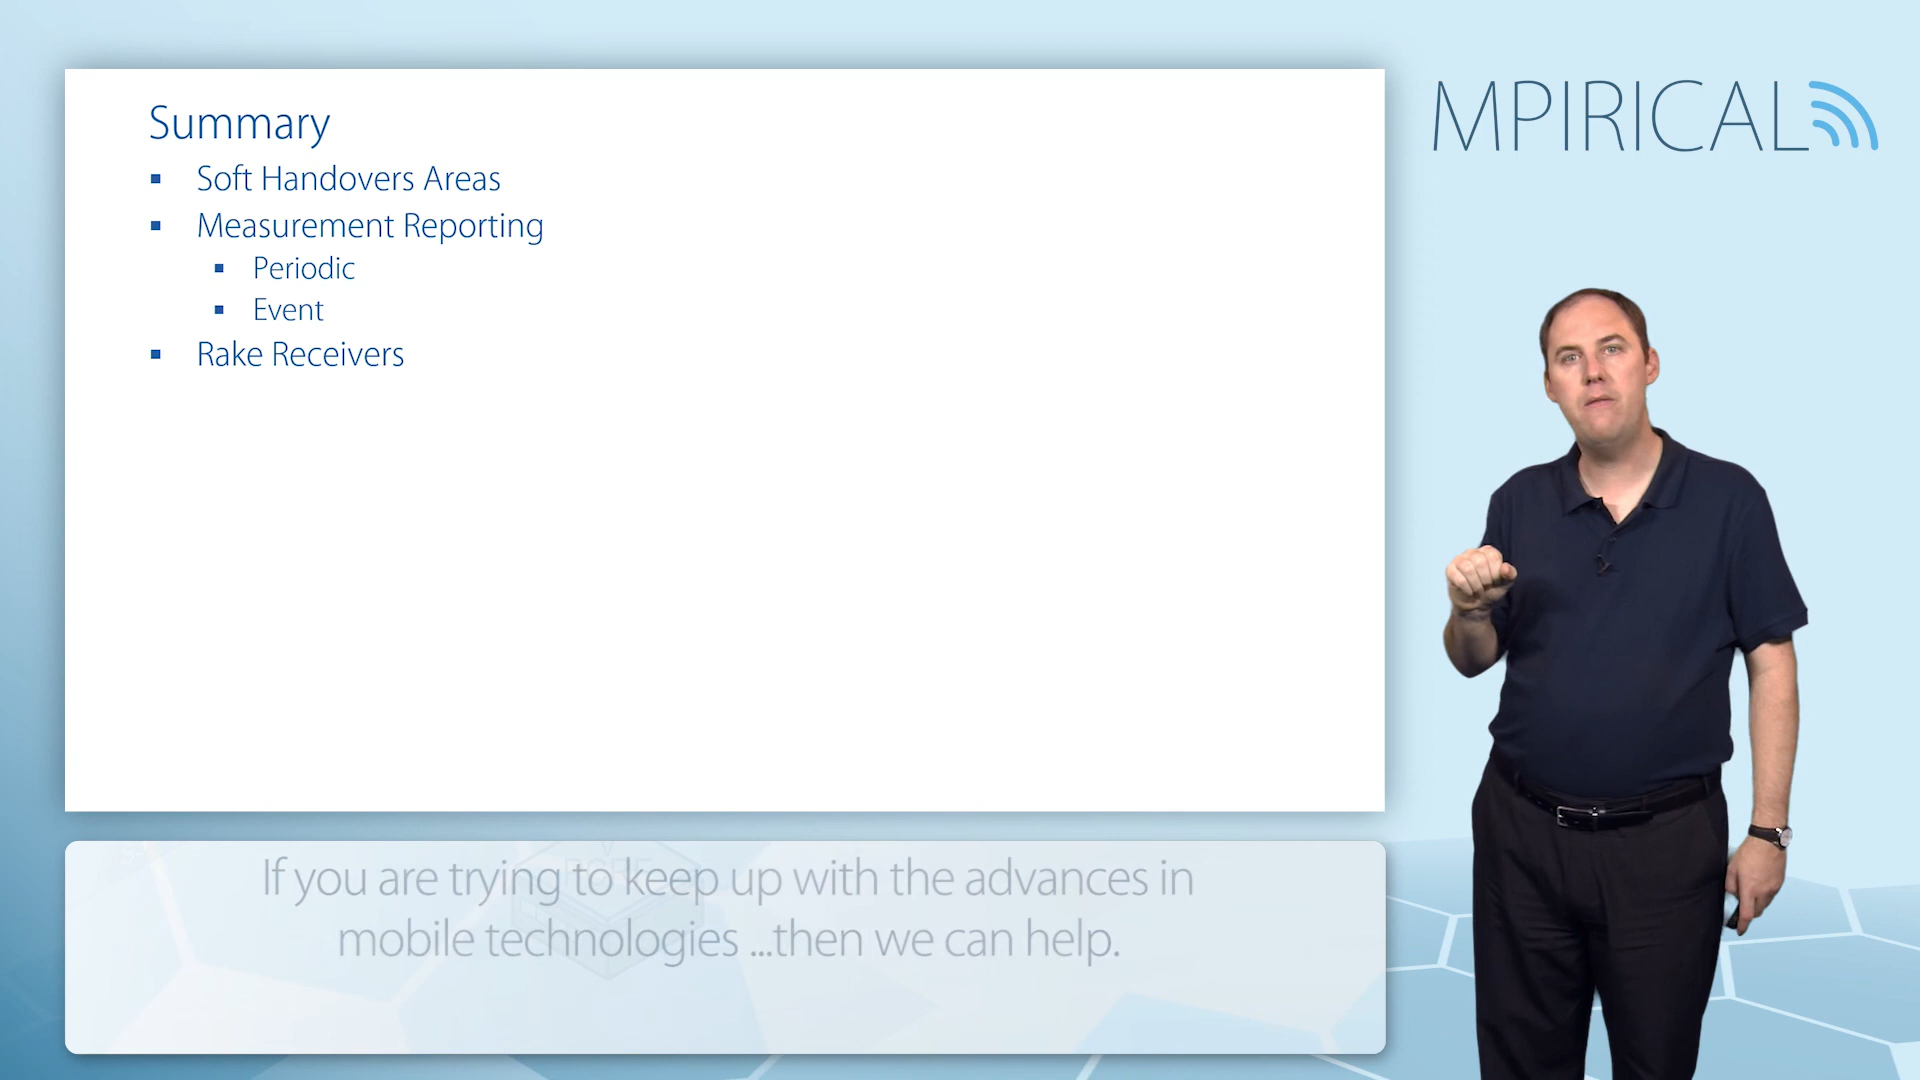 Summary
MPIRICAL
▪ Soft Handovers Areas
▪ Measurement Reporting
▪ Periodic
▪ Event
▪ Rake Receivers
If you are trying to keep up with the advances in
mobile technologies ...then we can help.